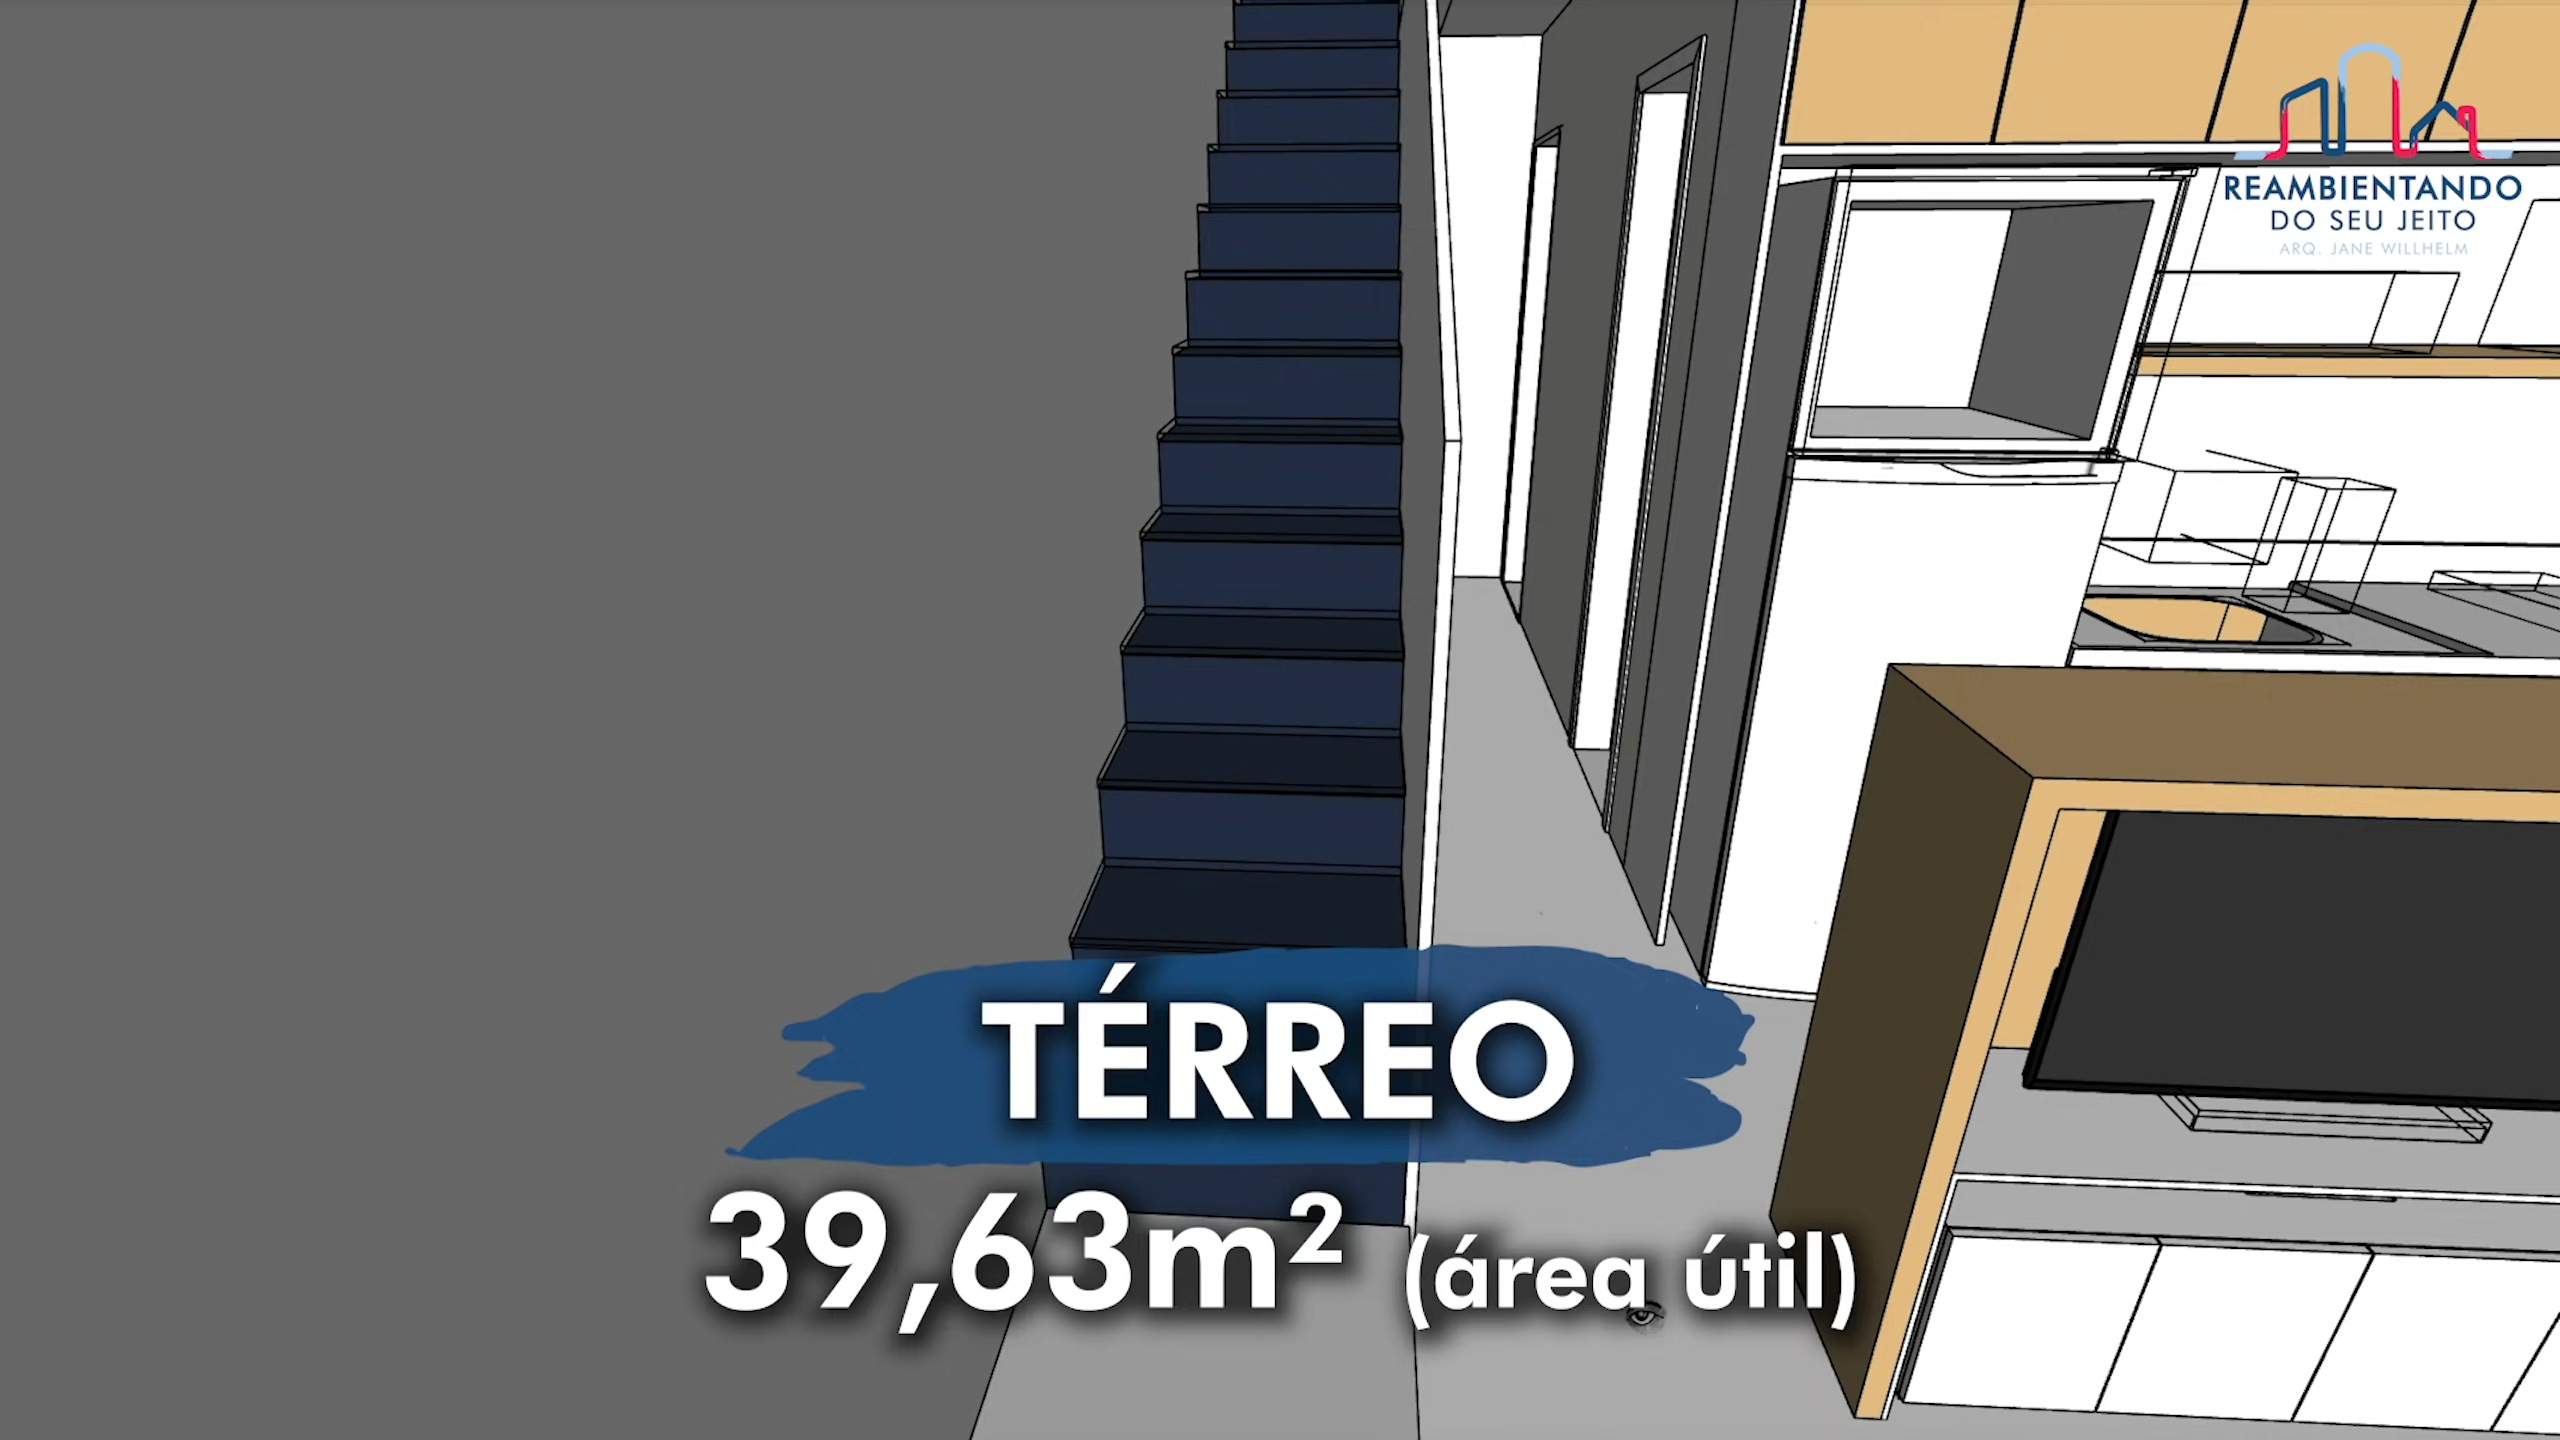 REAMBIENTANDO
DO SEU JEITO
ARQ. JANE WILLHELM
TÉRREO
39,63m² (área útil)